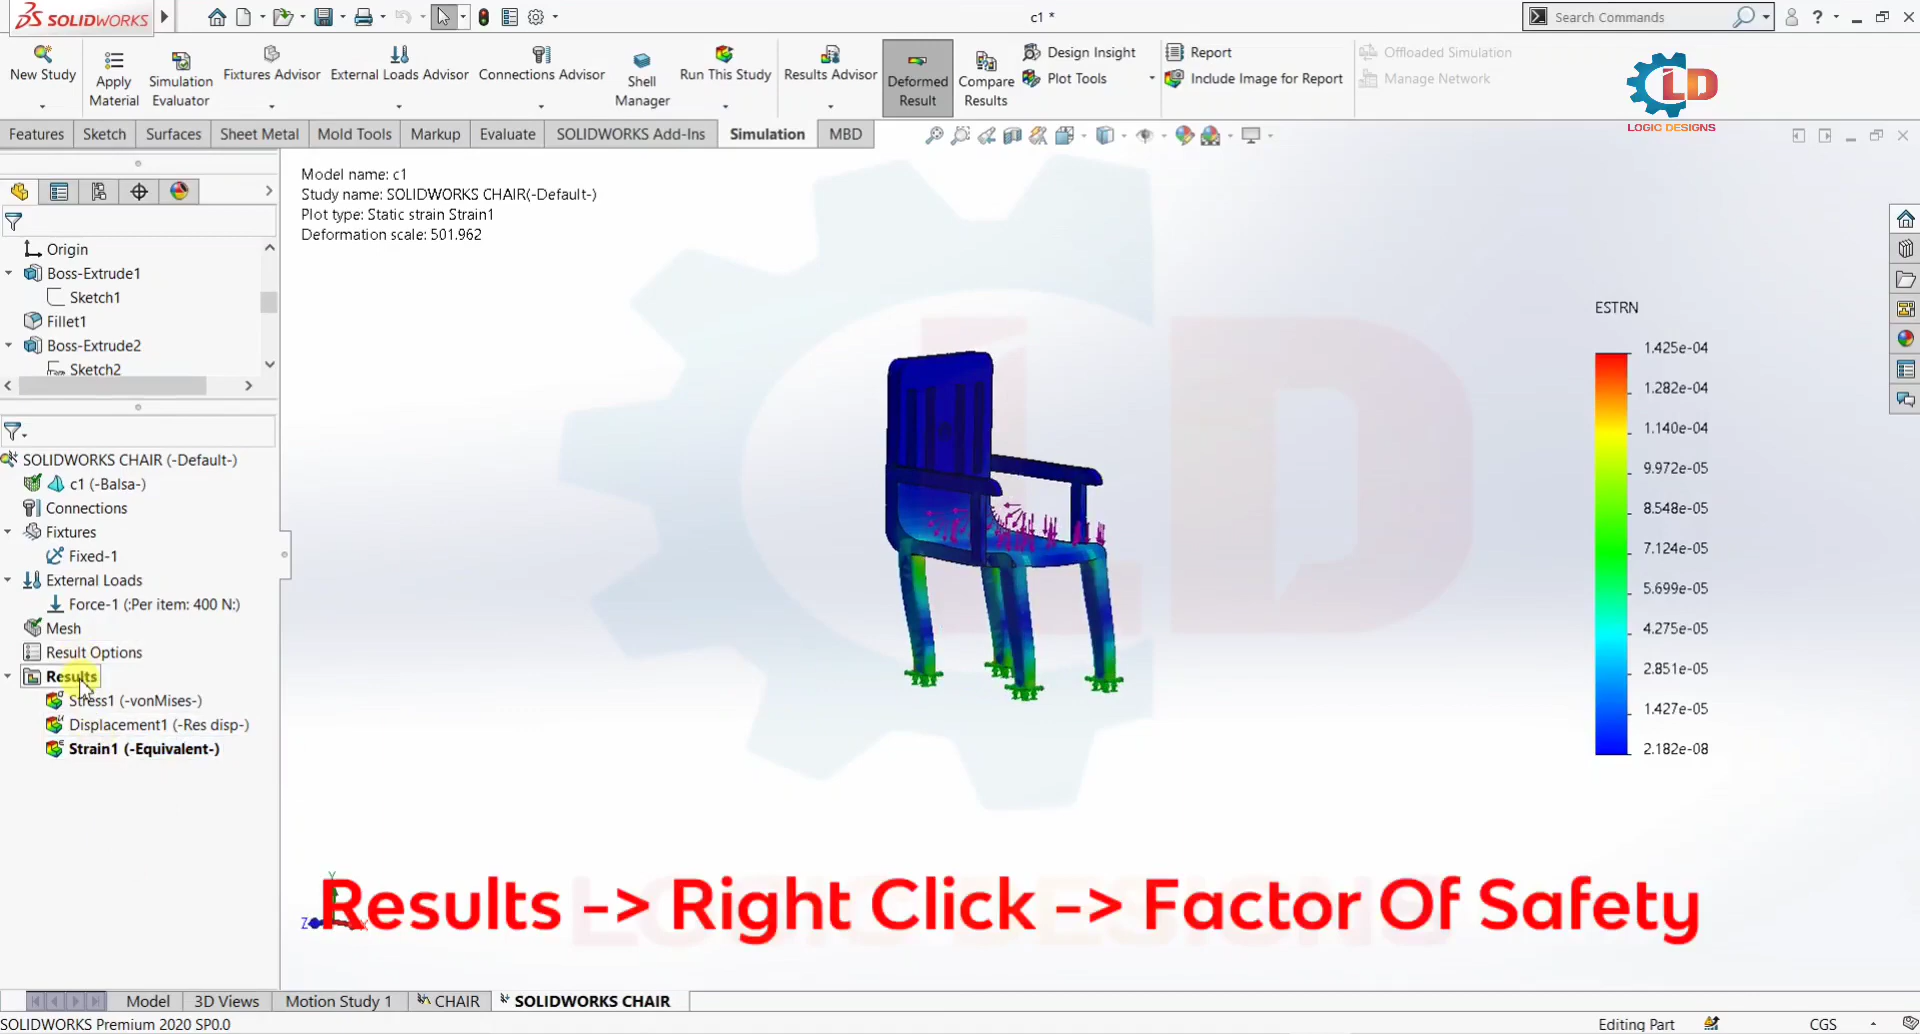 SOLIDWORKS
c1 *
Search Commands
?
New Study
Apply Material
Simulation Evaluator
Fixtures Advisor
External Loads Advisor
Connections Advisor
Shell Manager
Run This Study
Results Advisor
Deformed Result
Compare Results
Design Insight
Plot Tools
Report
Include Image for Report
Offloaded Simulation
Manage Network
LD
LOGIC DESIGNS
Features
Sketch
Surfaces
Sheet Metal
Mold Tools
Markup
Evaluate
SOLIDWORKS Add-Ins
Simulation
MBD
Model name: c1
Study name: SOLIDWORKS CHAIR(-Default-)
Plot type: Static strain Strain1
Deformation scale: 501.962
Origin
Boss-Extrude1
Sketch1
Fillet1
Boss-Extrude2
Sketch2
SOLIDWORKS CHAIR (-Default-)
c1 (-Balsa-)
Connections
Fixtures
Fixed-1
External Loads
Force-1 (:Per item: 400 N:)
Mesh
Result Options
Results
Stress1 (-vonMises-)
Displacement1 (-Res disp-)
Strain1 (-Equivalent-)
ESTRN
1.425e-04
1.282e-04
1.140e-04
9.972e-05
8.548e-05
7.124e-05
5.699e-05
4.275e-05
2.851e-05
1.427e-05
2.182e-08
LD
LOGIC DESIGNS
Y
Z
X
Results -> Right Click -> Factor Of Safety
Model
3D Views
Motion Study 1
CHAIR
SOLIDWORKS CHAIR
SOLIDWORKS Premium 2020 SP0.0
Editing Part
CGS